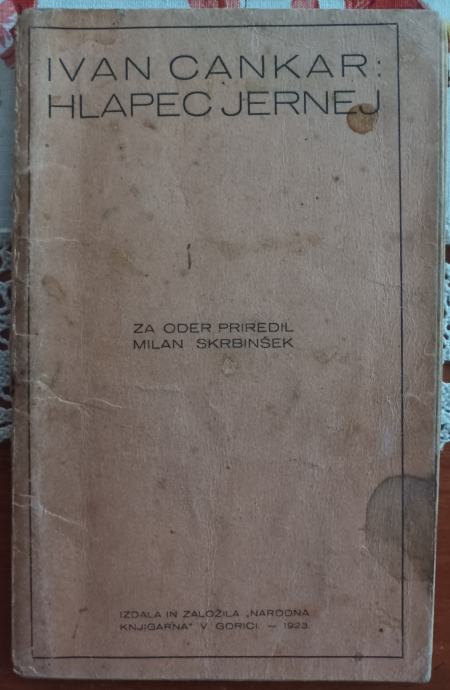 IVAN CANKAR:
HLAPEC JERNEJ
ZA ODER PRIREDIL
MILAN SKRBINŠEK
IZDALA IN ZALOŽILA „NARODNA
KNJIGARNA" V GORICI. — 1923.